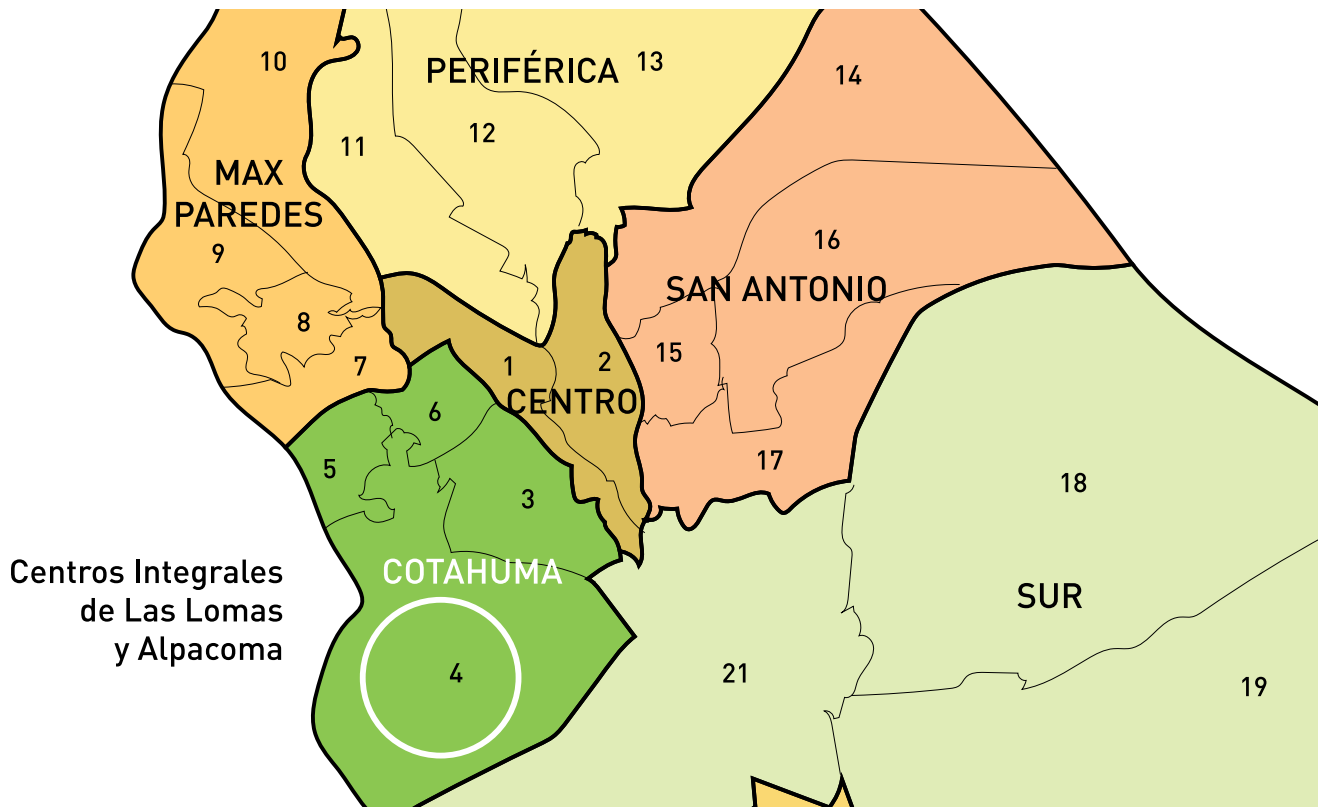 10
PERIFÉRICA
13
14
11
12
MAX
PAREDES
9
16
SAN ANTONIO
8
7
1
2
15
CENTRO
6
5
3
17
18
Centros Integrales
de Las Lomas
y Alpacoma
COTAHUMA
SUR
4
21
19